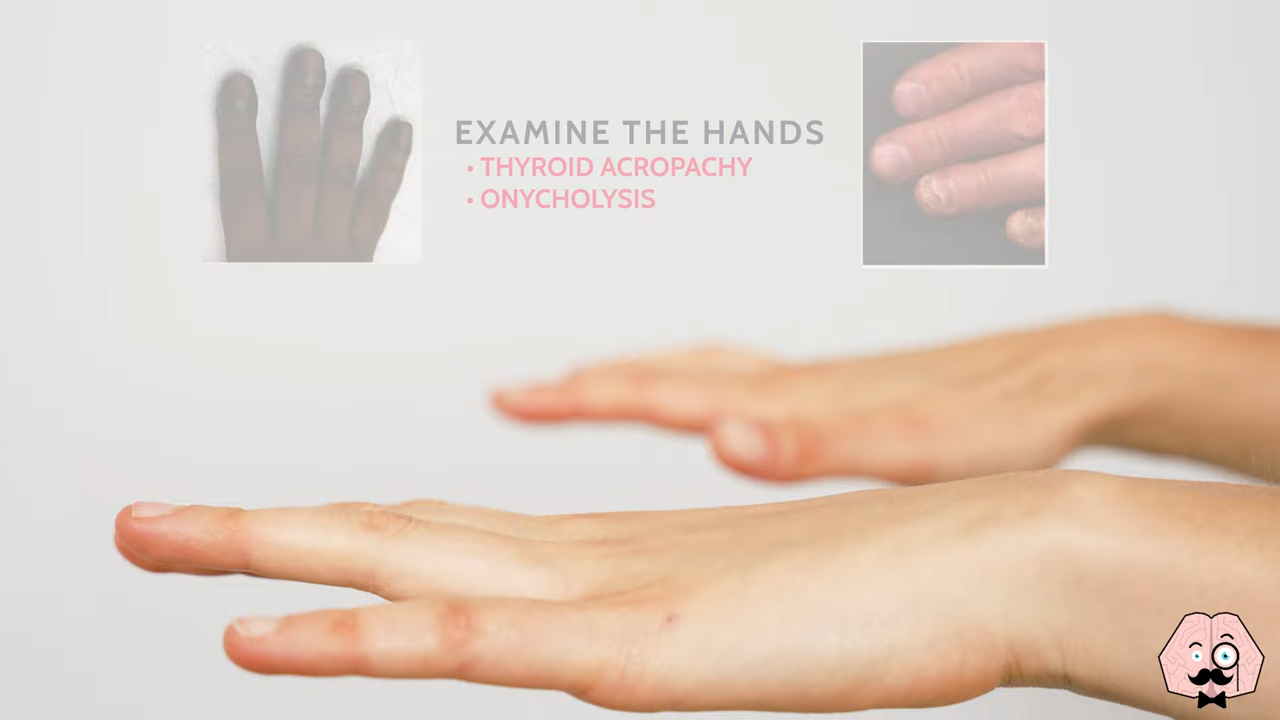 EXAMINE THE HANDS
• THYROID ACROPACHY
• ONYCHOLYSIS